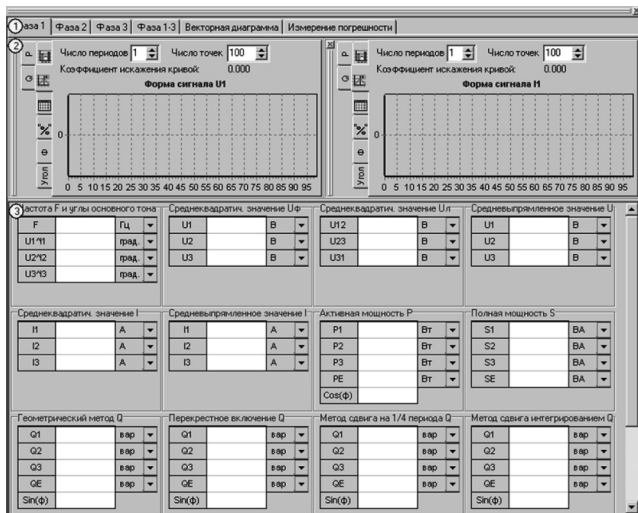 1 Фаза 1 Фаза 2 Фаза 3 Фаза 1-3 Векторная диаграмма Измерение погрешности
2 P Q % Θ Угол
Число периодов 1 Число точек 100
Коэффициент искажения кривой: 0.000
Форма сигнала U1
0
0 5 10 15 20 25 30 35 40 45 50 55 60 65 70 75 80 85 90 95
P Q % Θ Угол
Число периодов 1 Число точек 100
Коэффициент искажения кривой: 0.000
Форма сигнала I1
0
0 5 10 15 20 25 30 35 40 45 50 55 60 65 70 75 80 85 90 95
3 Частота F и углы основного тона
F Гц
U1^I1 град.
U2^I2 град.
U3^I3 град.
Среднеквадратич. значение Uф
U1 В
U2 В
U3 В
Среднеквадратич. значение Uл
U12 В
U23 В
U31 В
Средневыпрямленное значение U
U1 В
U2 В
U3 В
Среднеквадратич. значение I
I1 А
I2 А
I3 А
Средневыпрямленное значение I
I1 А
I2 А
I3 А
Активная мощность P
P1 Вт
P2 Вт
P3 Вт
PE Вт
Cos(ф)
Полная мощность S
S1 ВА
S2 ВА
S3 ВА
SE ВА
Геометрический метод Q
Q1 вар
Q2 вар
Q3 вар
QE вар
Sin(ф)
Перекрестное включение Q
Q1 вар
Q2 вар
Q3 вар
QE вар
Sin(ф)
Метод сдвига на 1/4 периода Q
Q1 вар
Q2 вар
Q3 вар
QE вар
Sin(ф)
Метод сдвига интегрированием Q
Q1 вар
Q2 вар
Q3 вар
QE вар
Sin(ф)